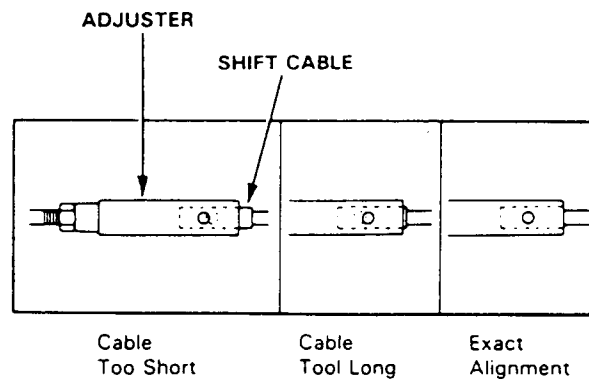 ADJUSTER
SHIFT CABLE
Cable
Too Short
Cable
Tool Long
Exact
Alignment